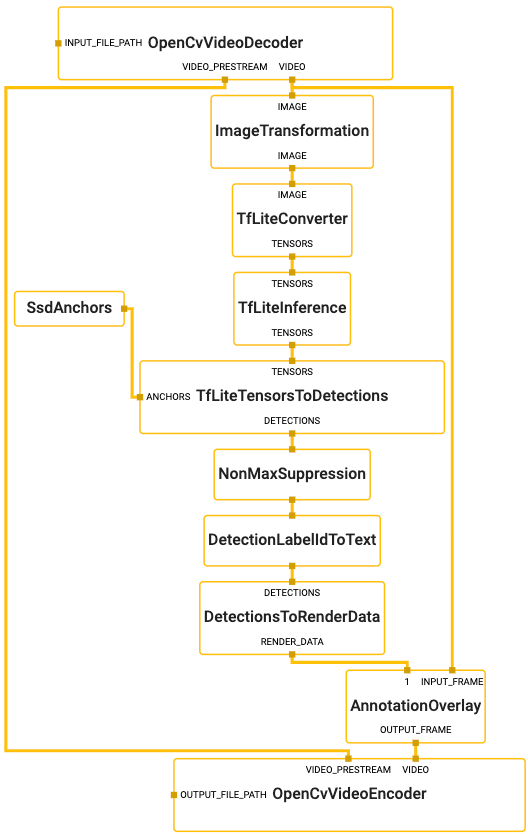 INPUT_FILE_PATH OpenCvVideoDecoder
VIDEO_PRESTREAM VIDEO
IMAGE
ImageTransformation
IMAGE
IMAGE
TfLiteConverter
TENSORS
TENSORS
SsdAnchors TfLiteInference
TENSORS
TENSORS
ANCHORS TfLiteTensorsToDetections
DETECTIONS
NonMaxSuppression
DetectionLabelIdToText
DETECTIONS
DetectionsToRenderData
RENDER_DATA
1 INPUT_FRAME
AnnotationOverlay
OUTPUT_FRAME
VIDEO_PRESTREAM VIDEO
OUTPUT_FILE_PATH OpenCvVideoEncoder